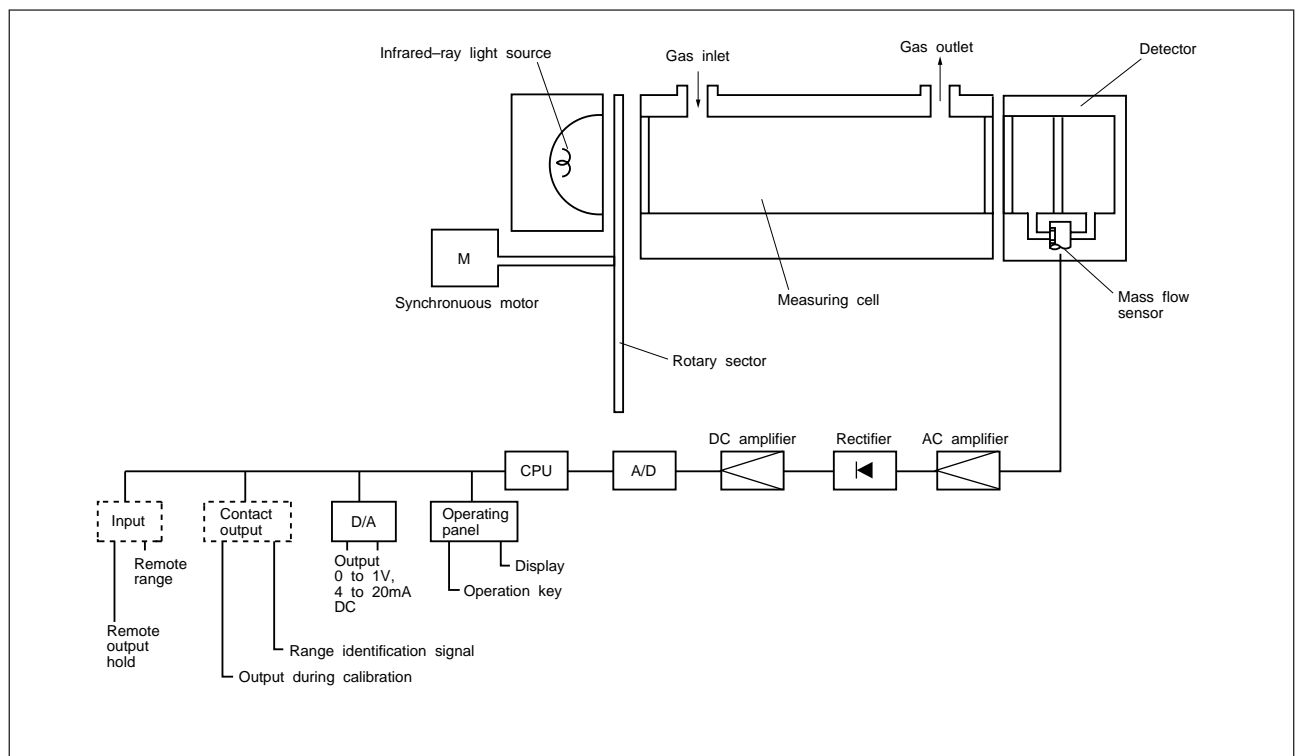 Infrared–ray light source
Gas inlet
Gas outlet
Detector
M
Synchronuous motor
Measuring cell
Mass flow
sensor
Rotary sector
DC amplifier
Rectifier
AC amplifier
CPU
A/D
Input
Contact
output
D/A
Operating
panel
Remote
range
Output
0 to 1V,
4 to 20mA
DC
Display
Operation key
Remote
output
hold
Range identification signal
Output during calibration